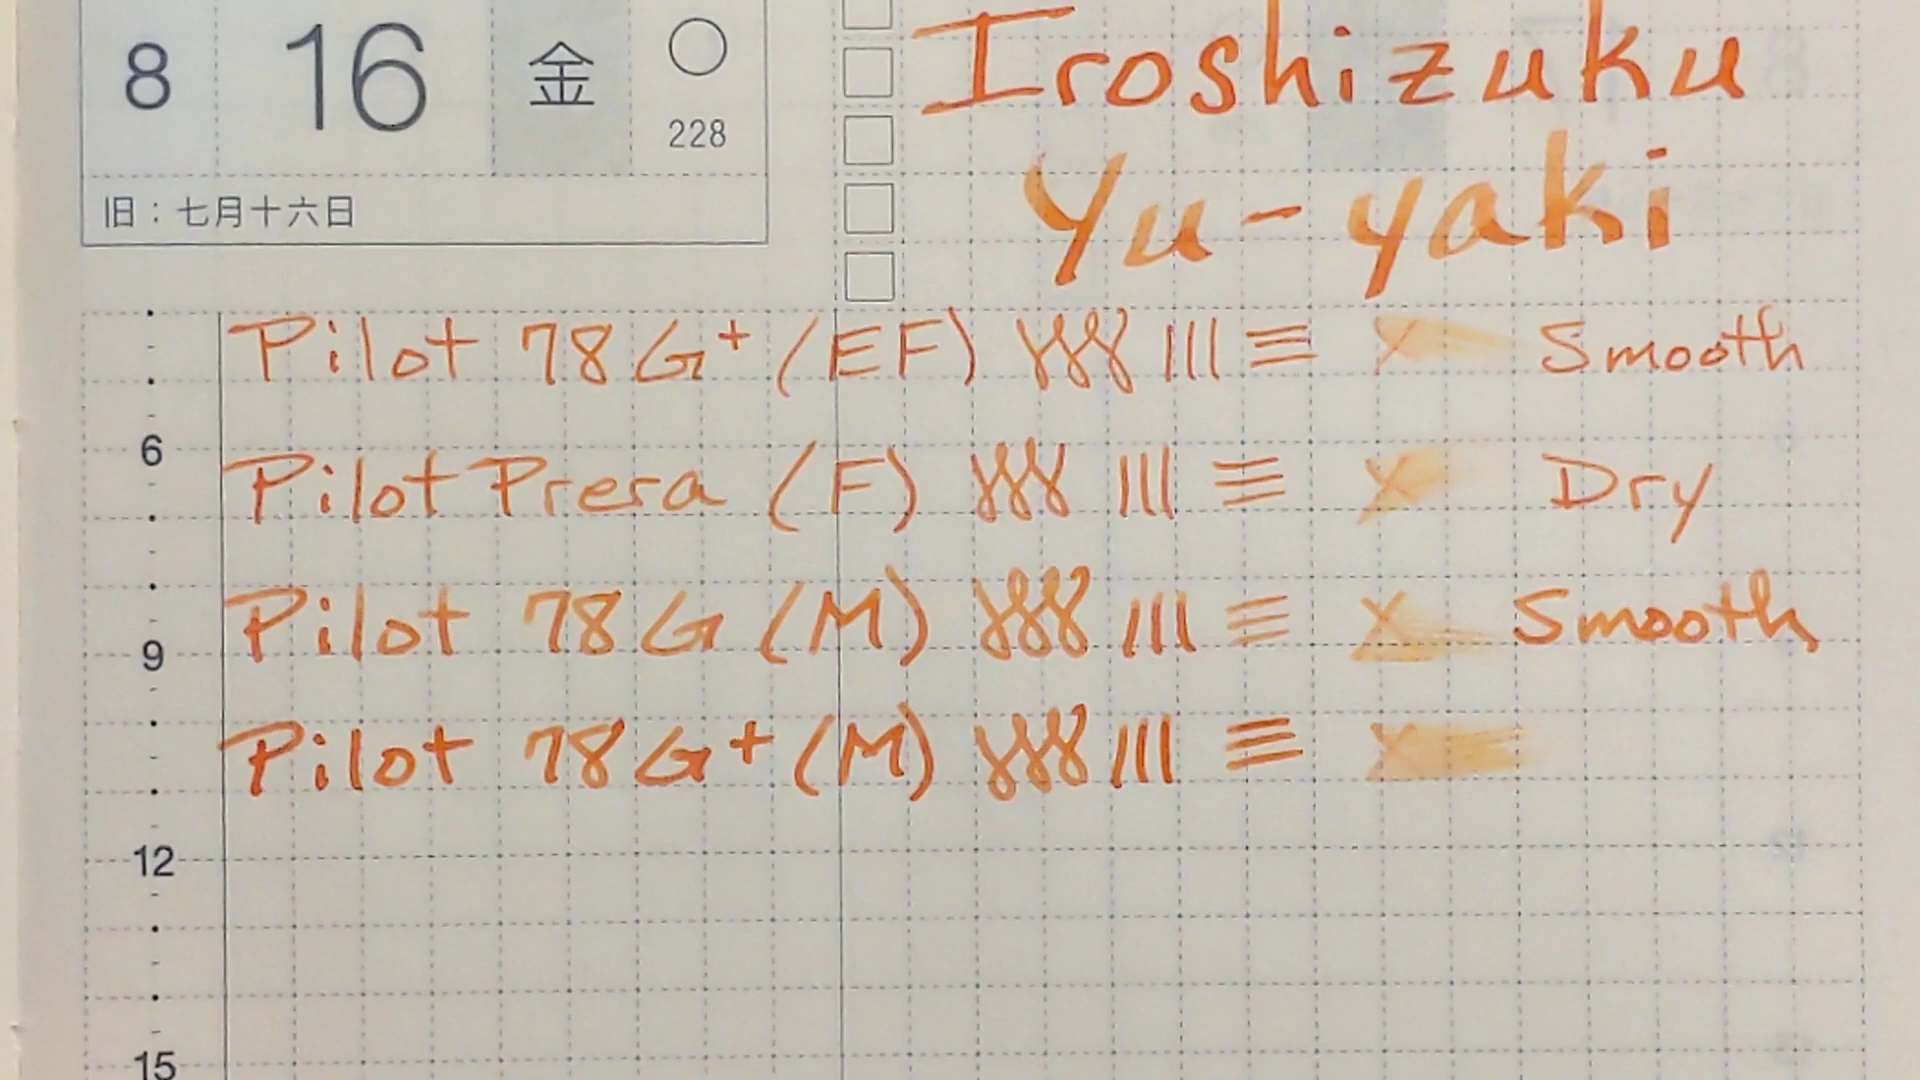 8 16 金
228
旧：七月十六日
Iroshizuku
Yu-yaki
Pilot 78G+ (EF) Smooth
6
Pilot Prera (F) Dry
Pilot 78G (M) Smooth
9
Pilot 78G+ (M)
12
15